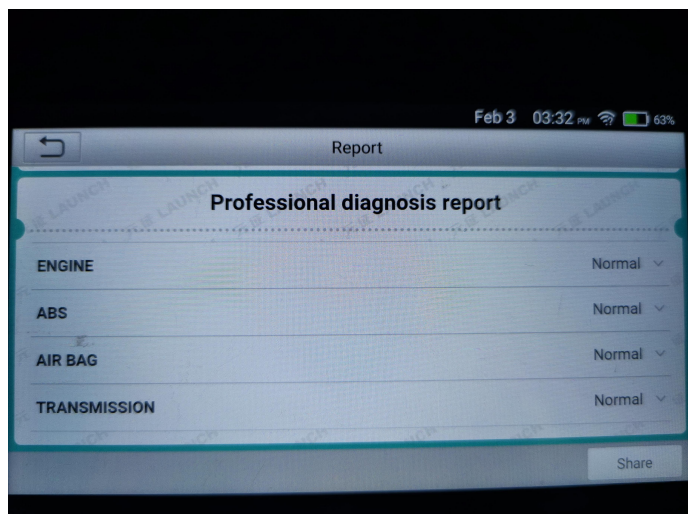 Feb 3 03:32 PM 63%
Report
Professional diagnosis report
ENGINE Normal
ABS Normal
AIR BAG Normal
TRANSMISSION Normal
Share
LAUNCH